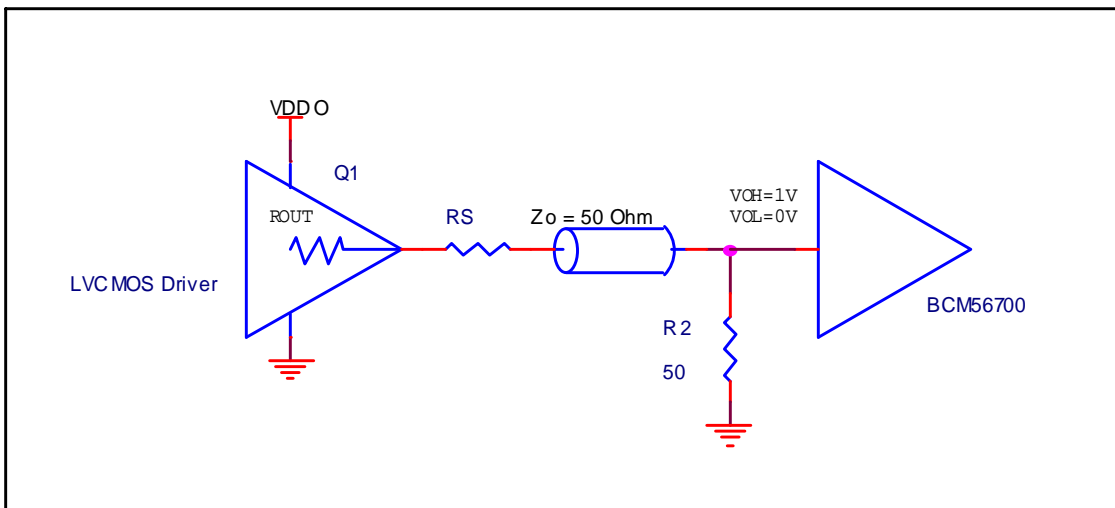 VDDO
Q1
ROUT
RS
Zo = 50 Ohm
VOH=1V
VOL=0V
LVCMOS Driver
BCM56700
R2
50